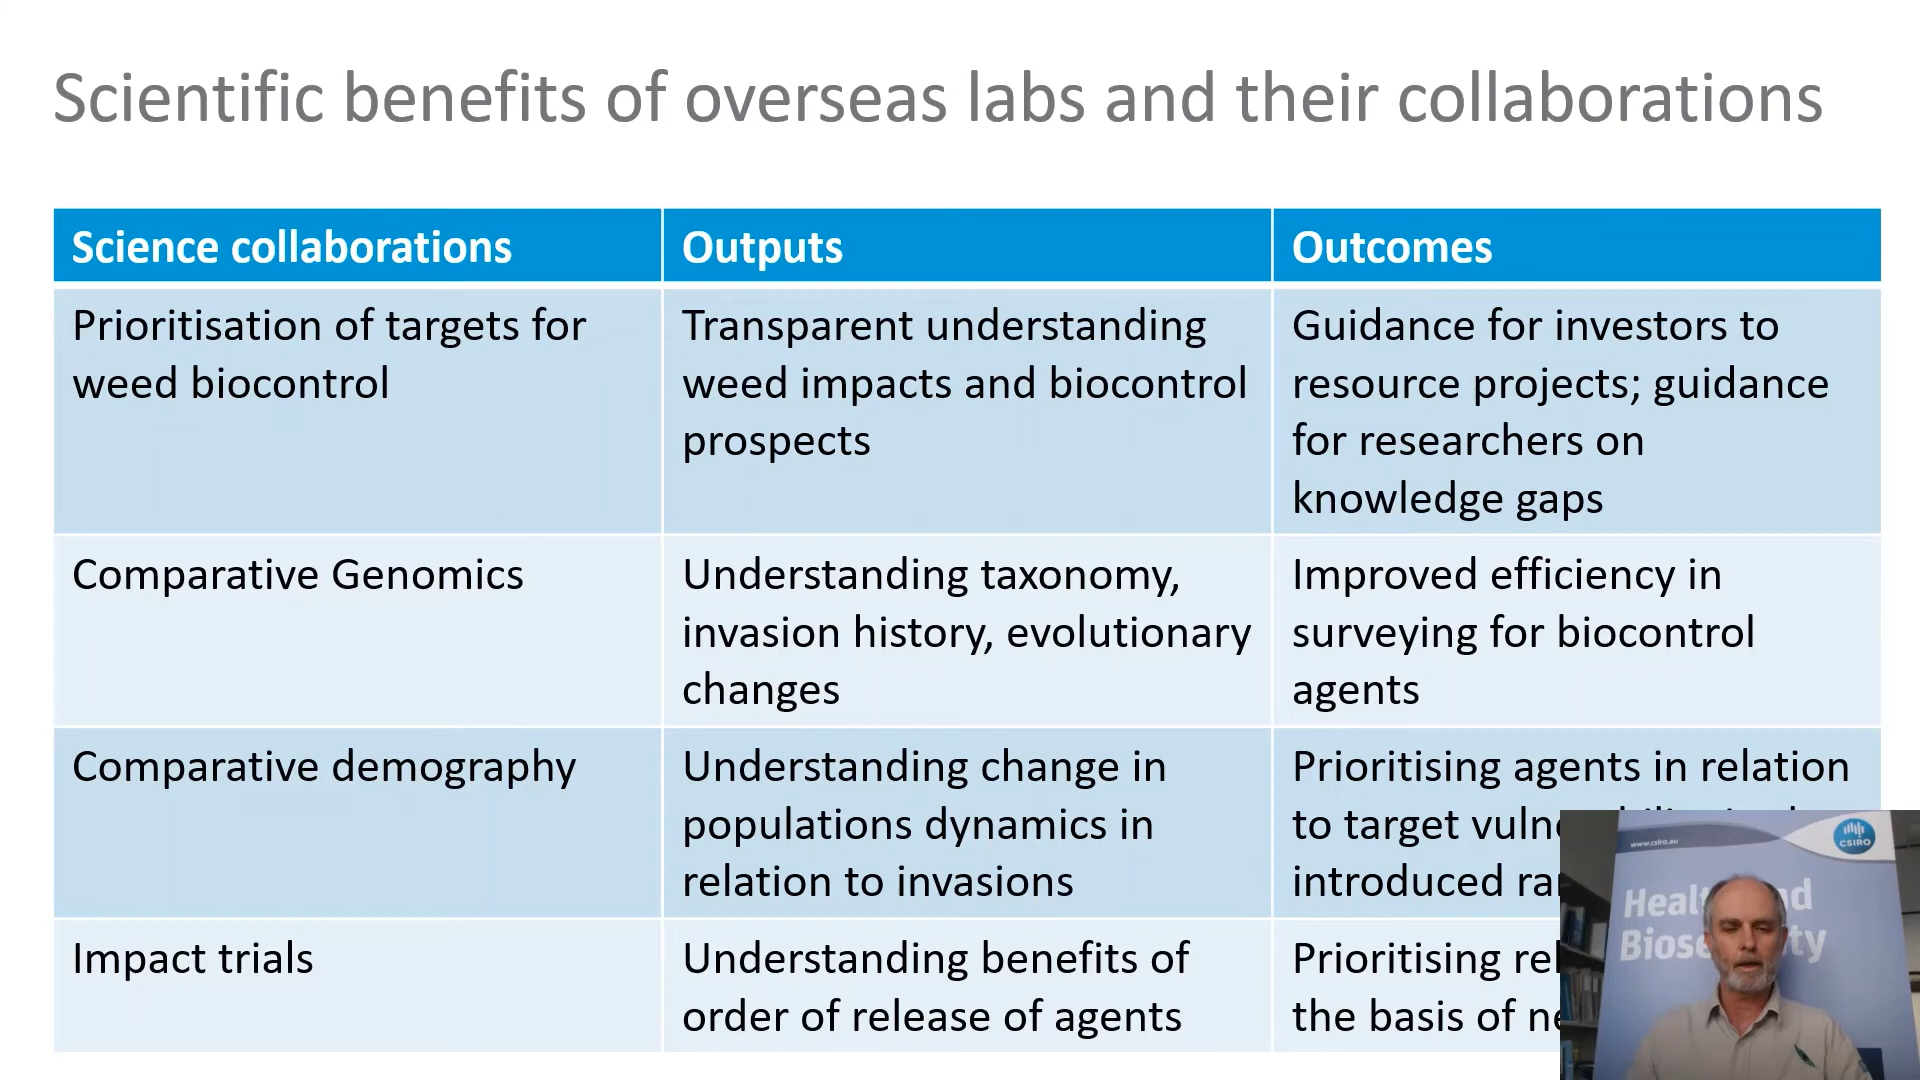 Scientific benefits of overseas labs and their collaborations
Science collaborations
Outputs
Outcomes
Prioritisation of targets for
weed biocontrol
Transparent understanding
weed impacts and biocontrol
prospects
Guidance for investors to
resource projects; guidance
for researchers on
knowledge gaps
Comparative Genomics
Understanding taxonomy,
invasion history, evolutionary
changes
Improved efficiency in
surveying for biocontrol
agents
Comparative demography
Understanding change in
populations dynamics in
relation to invasions
Prioritising agents in relation
to target
introduced
Impact trials
Understanding benefits of
order of release of agents
Prioritising
the basis of
www.csiro.au
CSIRO